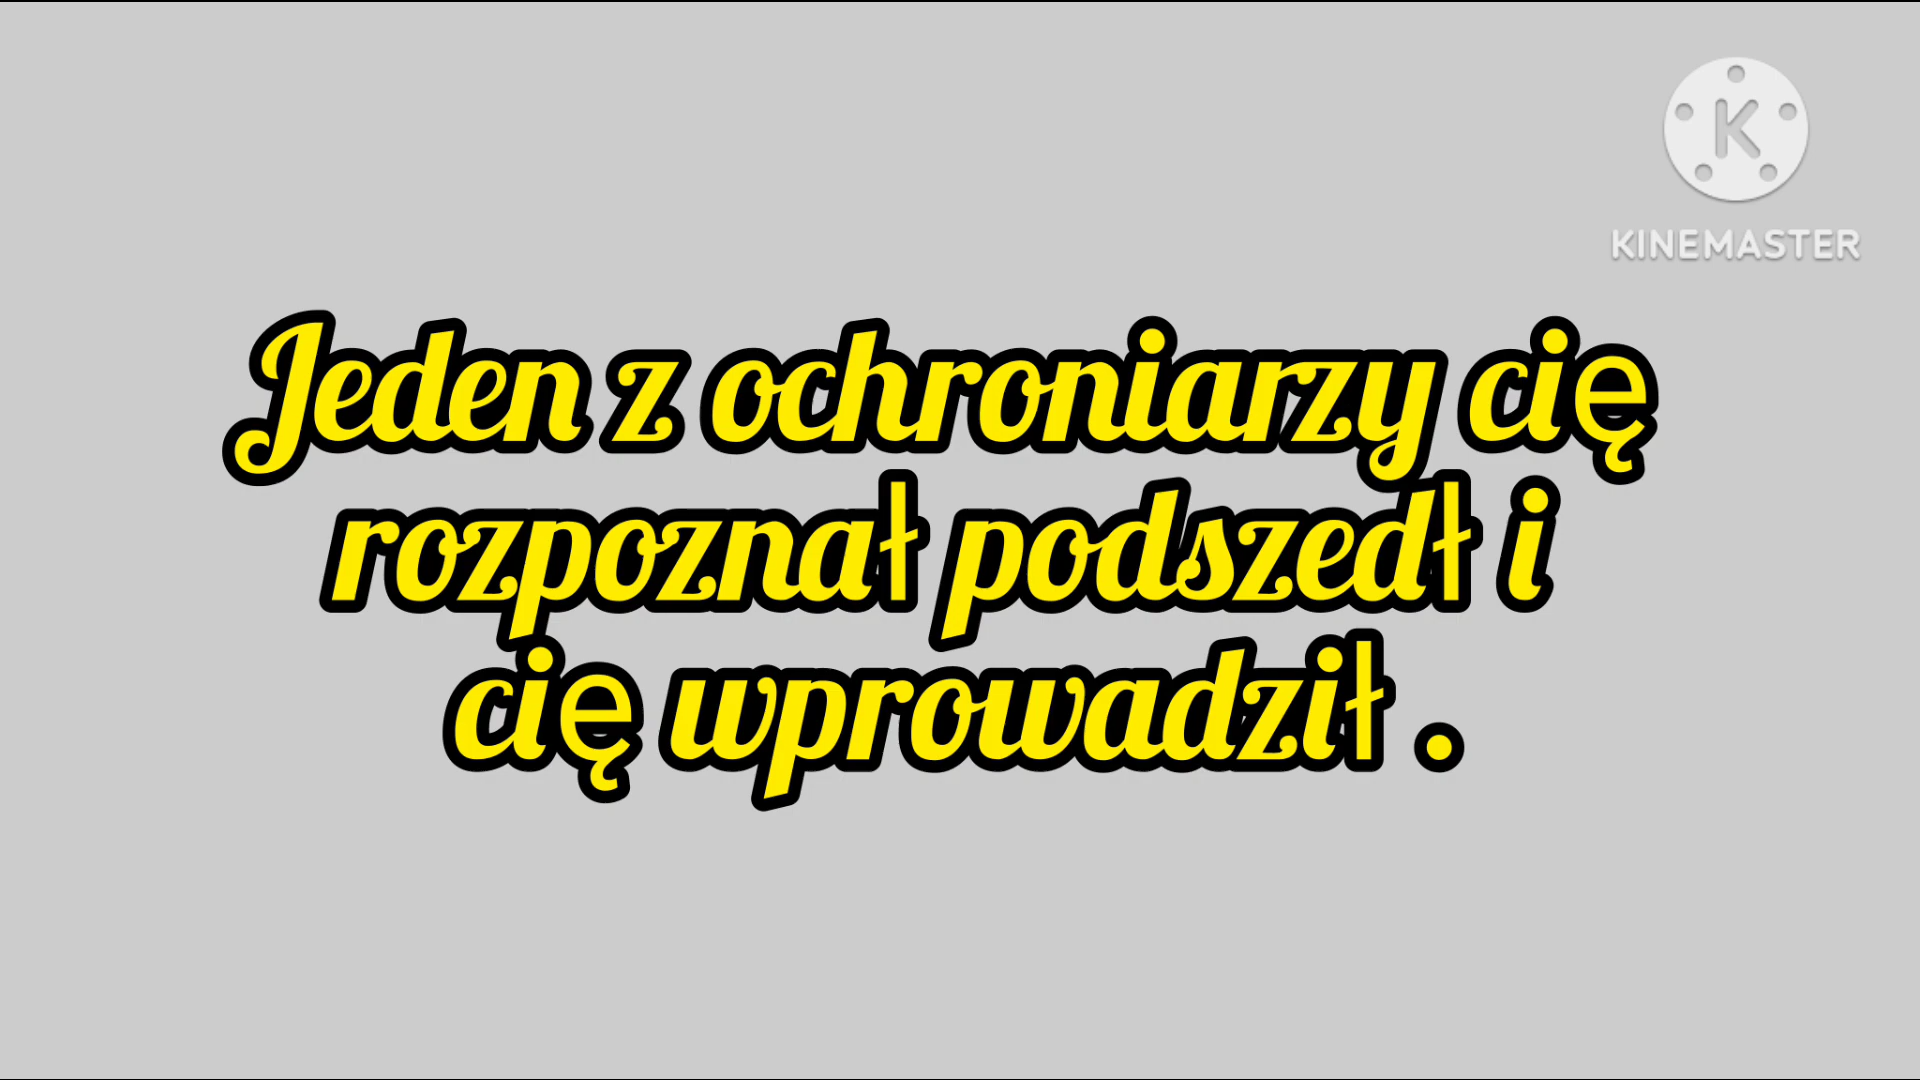 KINEMASTER
Jeden z ochroniarzy cię
rozpoznał podszedł i
cię wprowadził .